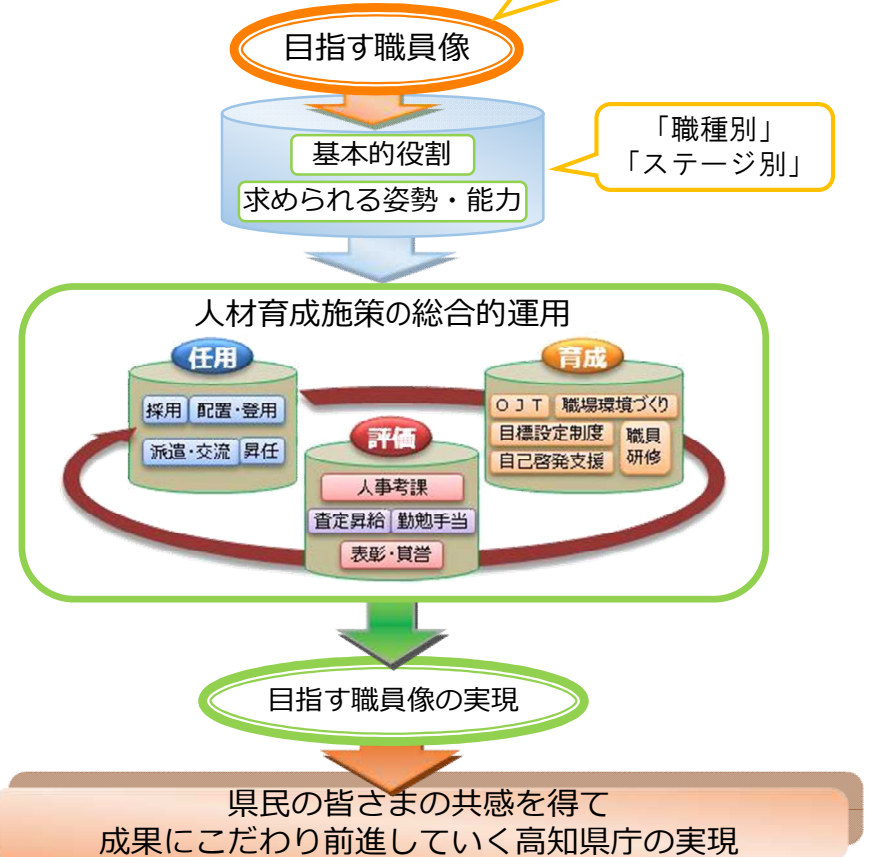 目指す職員像
基本的役割
求められる姿勢・能力
「職種別」
「ステージ別」
人材育成施策の総合的運用
任用
採用
配置・登用
派遣・交流
昇任
評価
人事考課
査定昇給
勤勉手当
表彰・賞誉
育成
OJT
職場環境づくり
目標設定制度
自己啓発支援
職員
研修
目指す職員像の実現
県民の皆さまの共感を得て
成果にこだわり前進していく高知県庁の実現